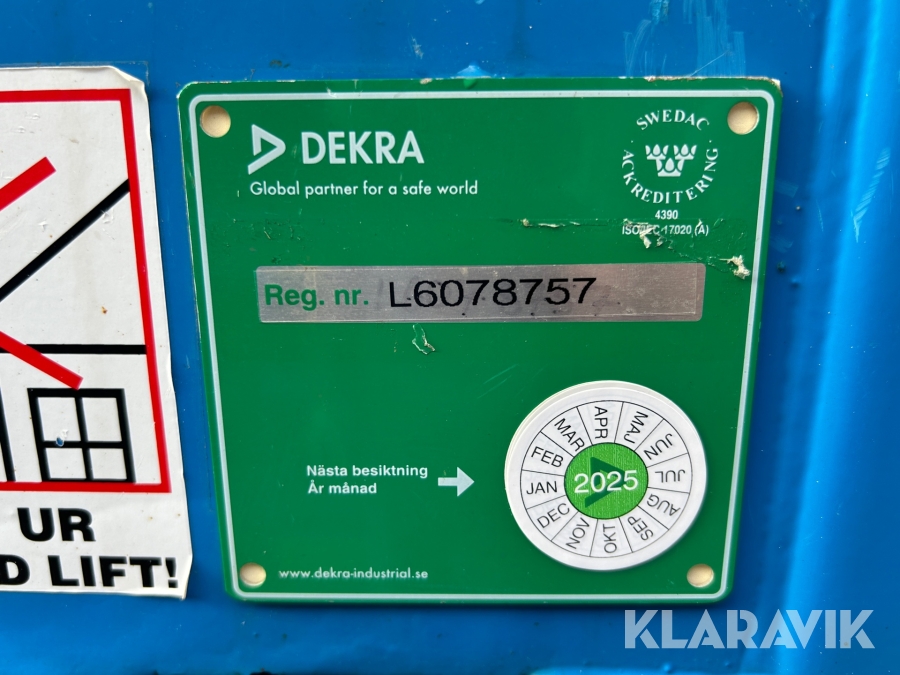 DEKRA
Global partner for a safe world
SWEDAC
ACKREDITERING
4390
ISO/IEC 17020 (A)
Reg. nr. L6078757
Nästa besiktning
År månad
JAN
FEB
MAR
APR
MAJ
JUN
JUL
AUG
SEP
OKT
NOV
DEC
2025
www.dekra-industrial.se
UR
D LIFT!
KLARAVIK